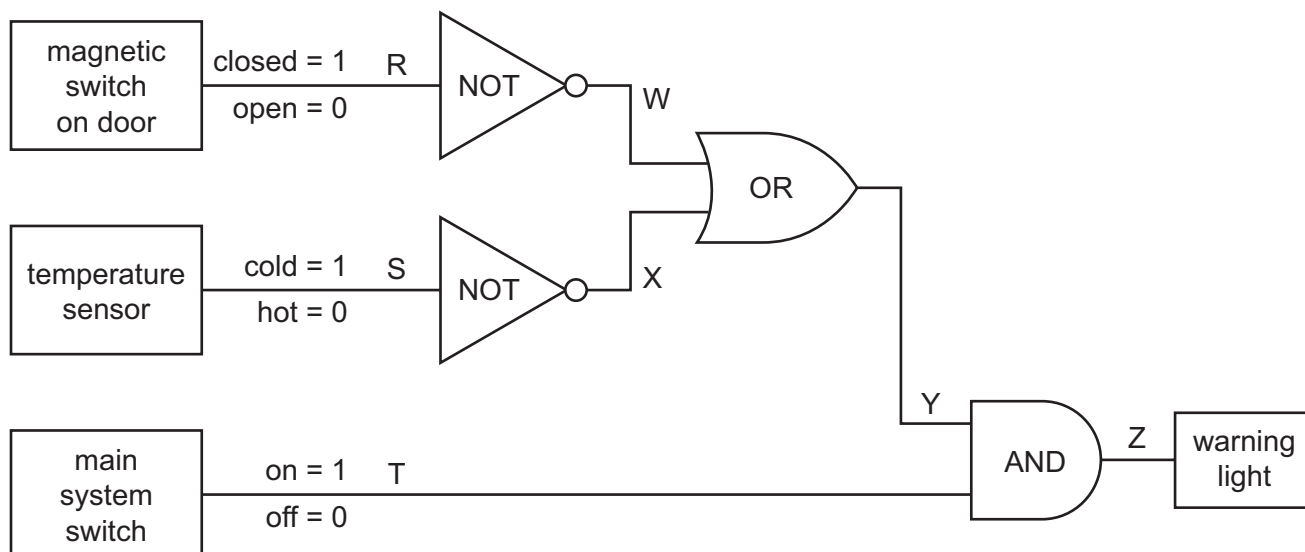 magnetic
switch
on door
closed = 1
open = 0
R
NOT
W
OR
temperature
sensor
cold = 1
hot = 0
S
NOT
X
main
system
switch
on = 1
off = 0
T
Y
AND
Z
warning
light